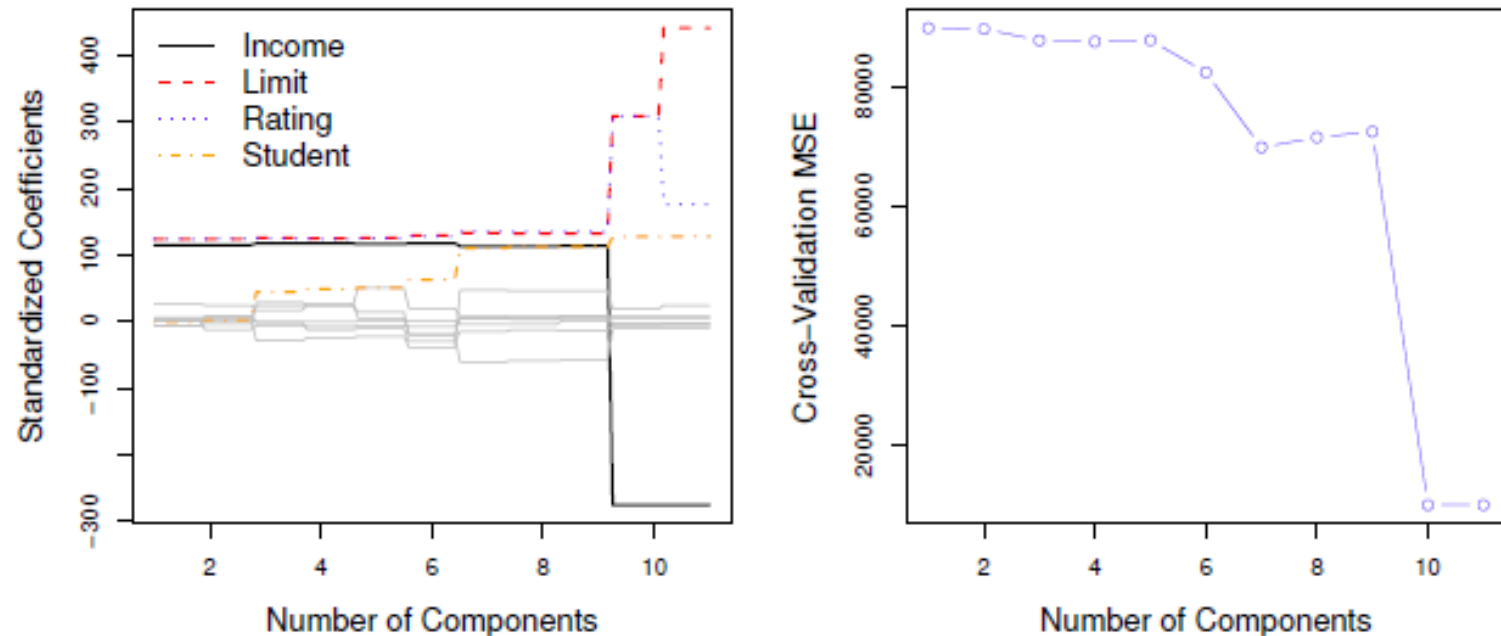 Standardized Coefficients
400
300
200
100
0
−100
−300
Income
Limit
Rating
Student
2 4 6 8 10
Number of Components
Cross−Validation MSE
80000
60000
40000
20000
2 4 6 8 10
Number of Components